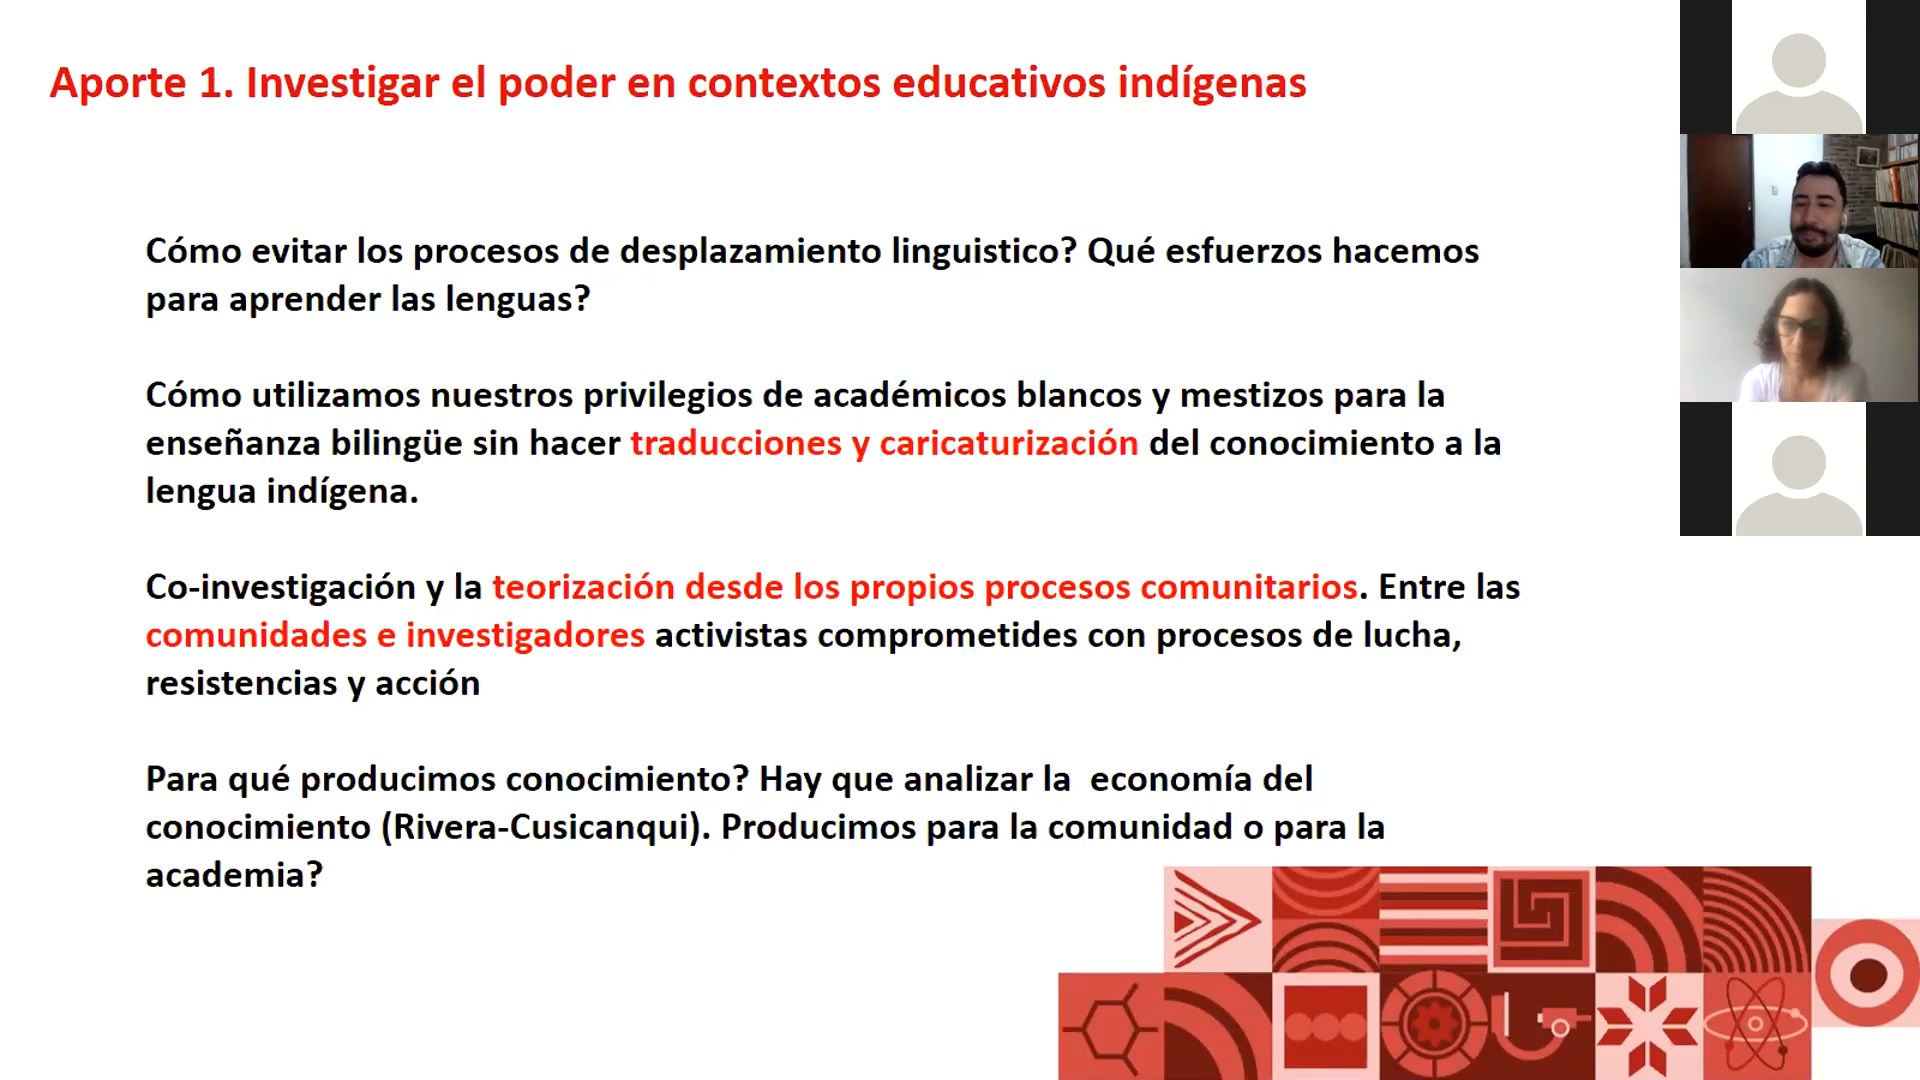 Aporte 1. Investigar el poder en contextos educativos indígenas
Cómo evitar los procesos de desplazamiento linguistico? Qué esfuerzos hacemos
para aprender las lenguas?
Cómo utilizamos nuestros privilegios de académicos blancos y mestizos para la
enseñanza bilingüe sin hacer traducciones y caricaturización del conocimiento a la
lengua indígena.
Co-investigación y la teorización desde los propios procesos comunitarios. Entre las
comunidades e investigadores activistas comprometides con procesos de lucha,
resistencias y acción
Para qué producimos conocimiento? Hay que analizar la  economía del
conocimiento (Rivera-Cusicanqui). Producimos para la comunidad o para la
academia?